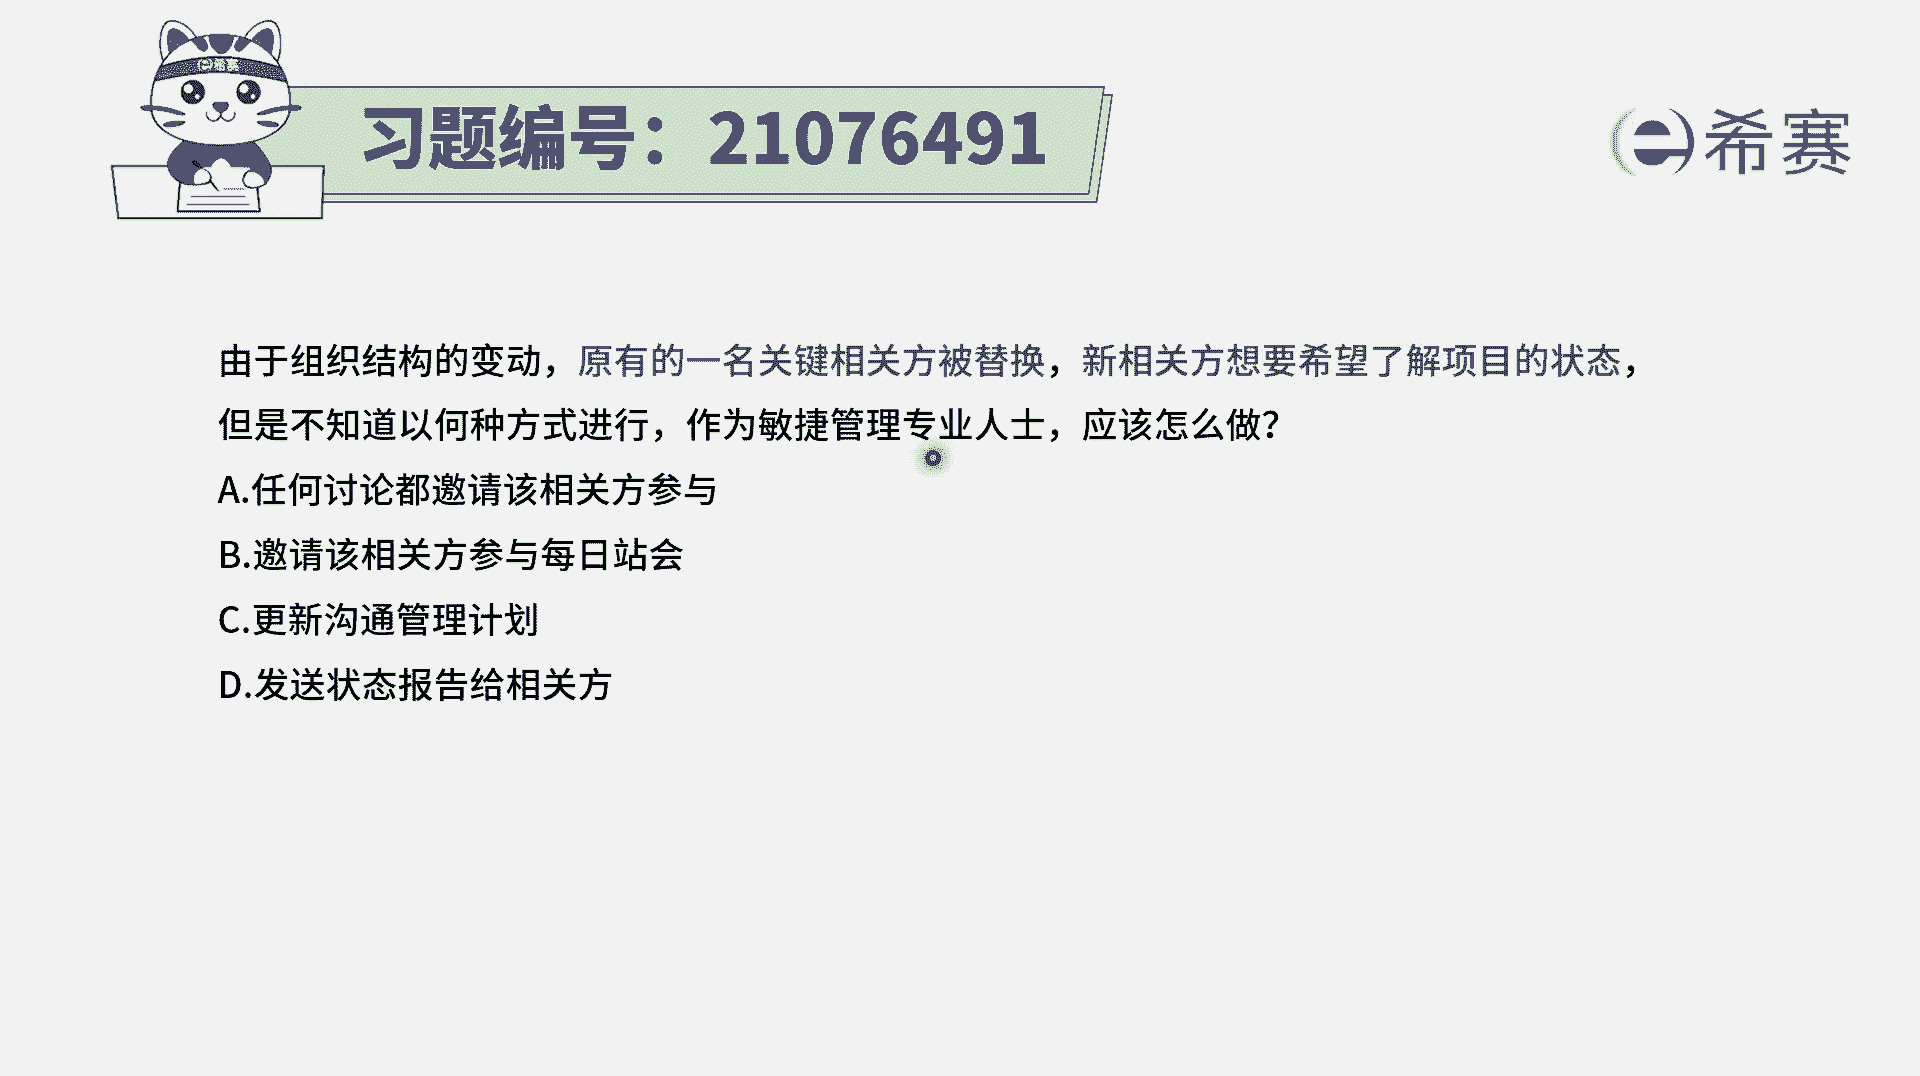 希赛
习题编号：21076491
希赛
由于组织结构的变动，原有的一名关键相关方被替换，新相关方想要希望了解项目的状态，
但是不知道以何种方式进行，作为敏捷管理专业人士，应该怎么做？
A.任何讨论都邀请该相关方参与
B.邀请该相关方参与每日站会
C.更新沟通管理计划
D.发送状态报告给相关方